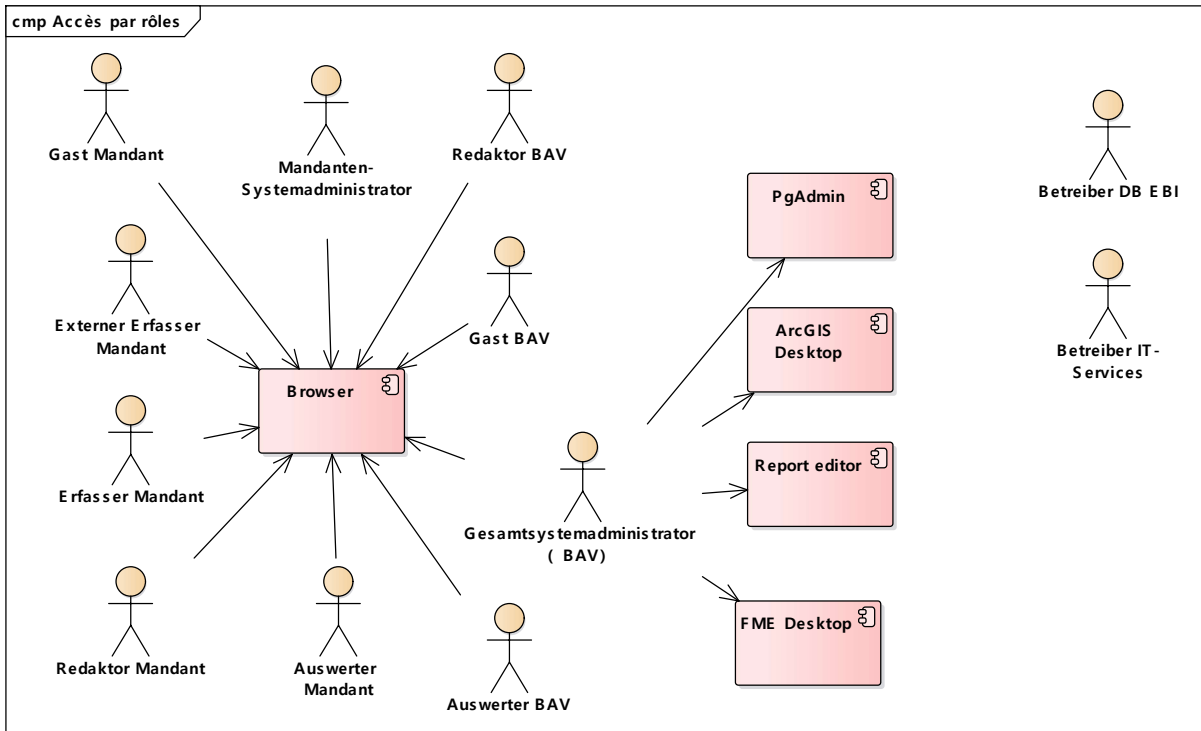 cmp Accès par rôles
Gast Mandant
Mandanten-
Systemadministrator
Redaktor BAV
Betreiber DB EBI
PgAdmin
Externer Erfasser
Mandant
Gast BAV
Betreiber IT-
Services
ArcGIS
Desktop
Browser
Erfasser Mandant
Gesamtsystemadministrator
( BAV)
Report editor
Redaktor Mandant
Auswerter
Mandant
Auswerter BAV
FME Desktop